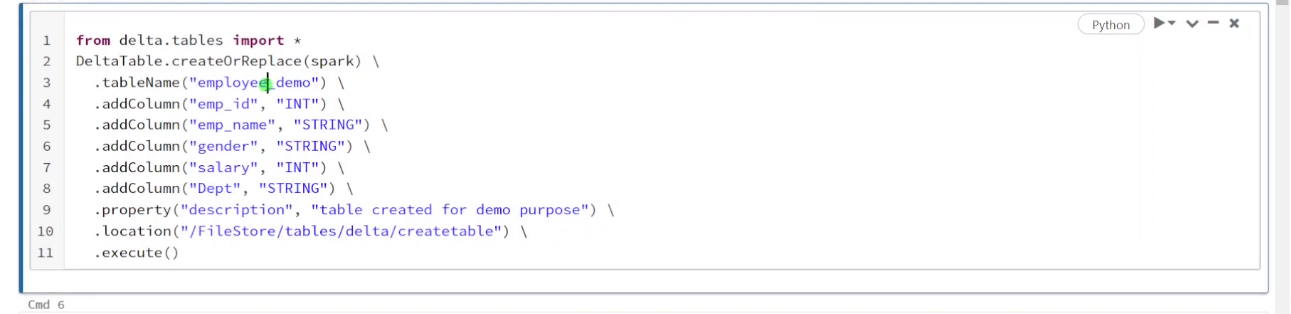 Python
1 from delta.tables import *
2 DeltaTable.createOrReplace(spark) \
3 .tableName("employee_demo") \
4 .addColumn("emp_id", "INT") \
5 .addColumn("emp_name", "STRING") \
6 .addColumn("gender", "STRING") \
7 .addColumn("salary", "INT") \
8 .addColumn("Dept", "STRING") \
9 .property("description", "table created for demo purpose") \
10 .location("/FileStore/tables/delta/createtable") \
11 .execute()
Cmd 6